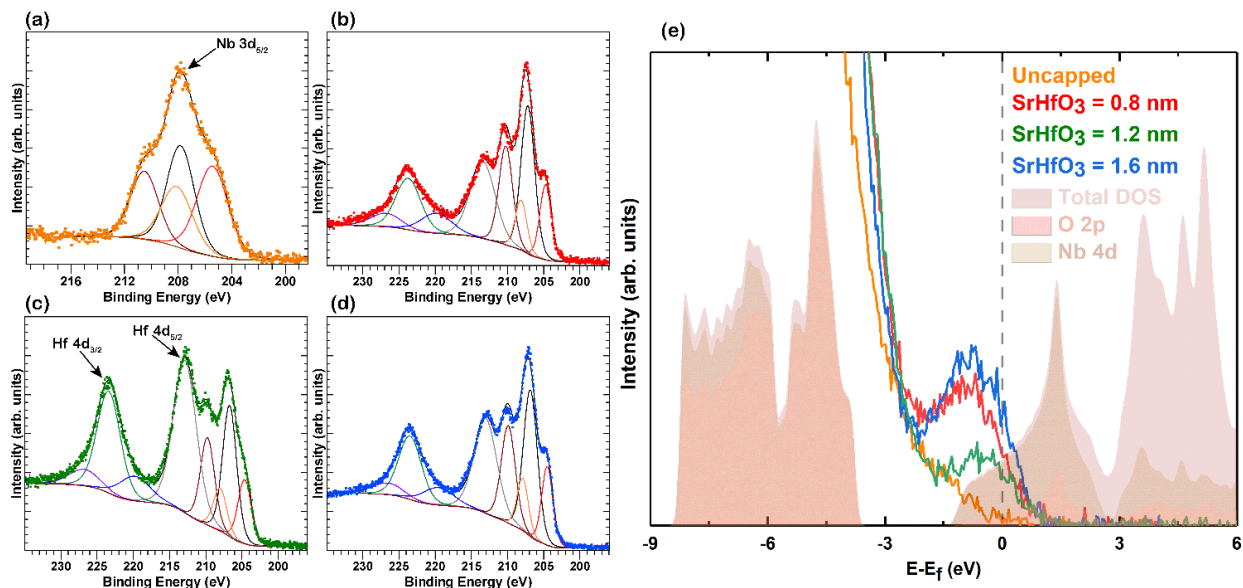 (a)
Nb 3d5/2
Intensity (arb. units)
216 212 208 204 200
Binding Energy (eV)
(b)
Intensity (arb. units)
230 225 220 215 210 205 200
Binding Energy (eV)
(c)
Hf 4d3/2
Hf 4d5/2
Intensity (arb. units)
230 225 220 215 210 205 200
Binding Energy (eV)
(d)
Intensity (arb. units)
230 225 220 215 210 205 200
Binding Energy (eV)
(e)
Uncapped
SrHfO3 = 0.8 nm
SrHfO3 = 1.2 nm
SrHfO3 = 1.6 nm
Total DOS
O 2p
Nb 4d
Intensity (arb. units)
-9 -6 -3 0 3 6
E-Ef (eV)